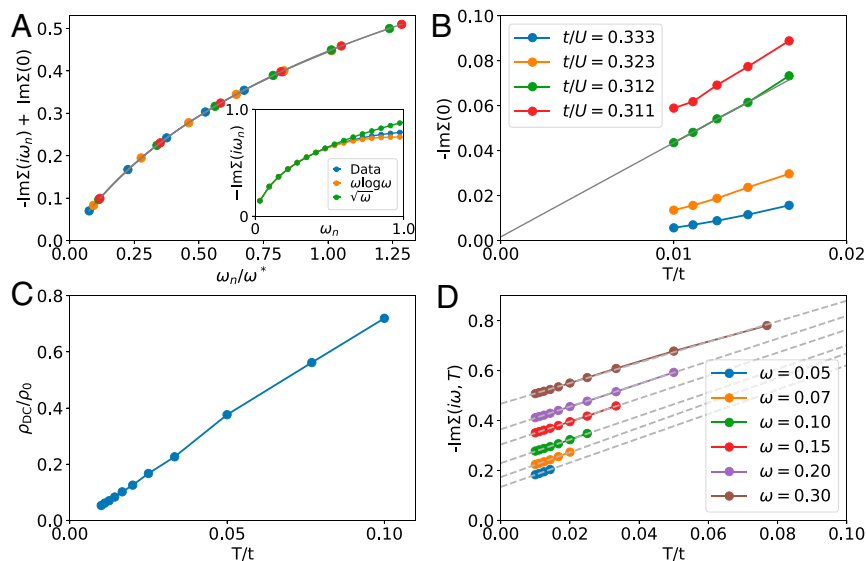 A
-ImΣ(iωn) + ImΣ(0)
0.5
0.4
0.3
0.2
0.1
0.0
0.25
0.50
0.75
1.00
1.25
ωn/ω*
1
0
−ImΣ(iωn)
Data
ωlogω
√ω
ωn
1.0
B
-ImΣ(0)
0.10
0.08
0.06
0.04
0.02
0.00
t/U = 0.333
t/U = 0.323
t/U = 0.312
t/U = 0.311
0.00
0.01
0.02
T/t
C
ρDC/ρ0
0.8
0.6
0.4
0.2
0.0
0.00
0.05
0.10
T/t
D
-ImΣ(iω, T)
0.8
0.6
0.4
0.2
0.0
ω = 0.05
ω = 0.07
ω = 0.10
ω = 0.15
ω = 0.20
ω = 0.30
0.00
0.02
0.04
0.06
0.08
0.10
T/t